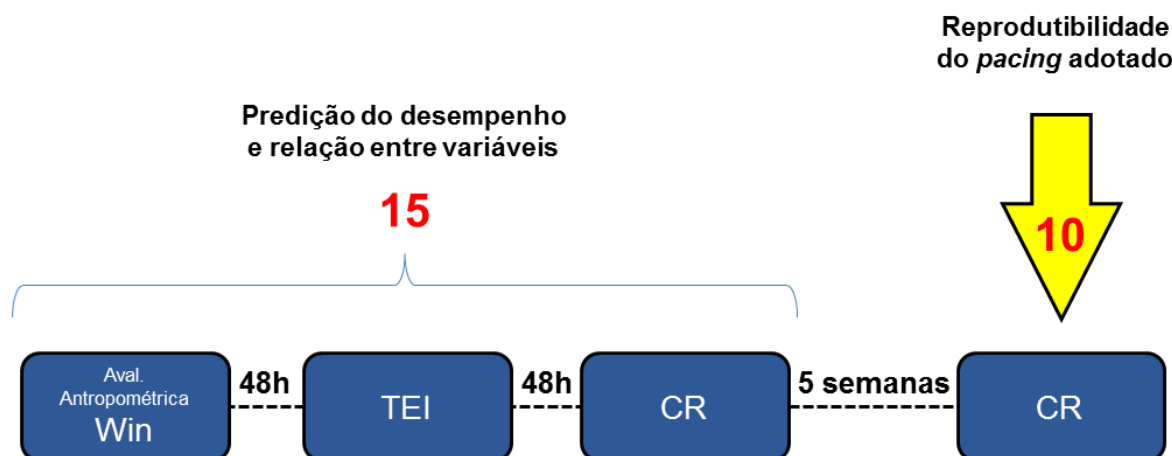 Reprodutibilidade
do pacing adotado
Predição do desempenho
e relação entre variáveis
15
10
Aval.
Antropométrica
Win
48h
TEI
48h
CR
5 semanas
CR